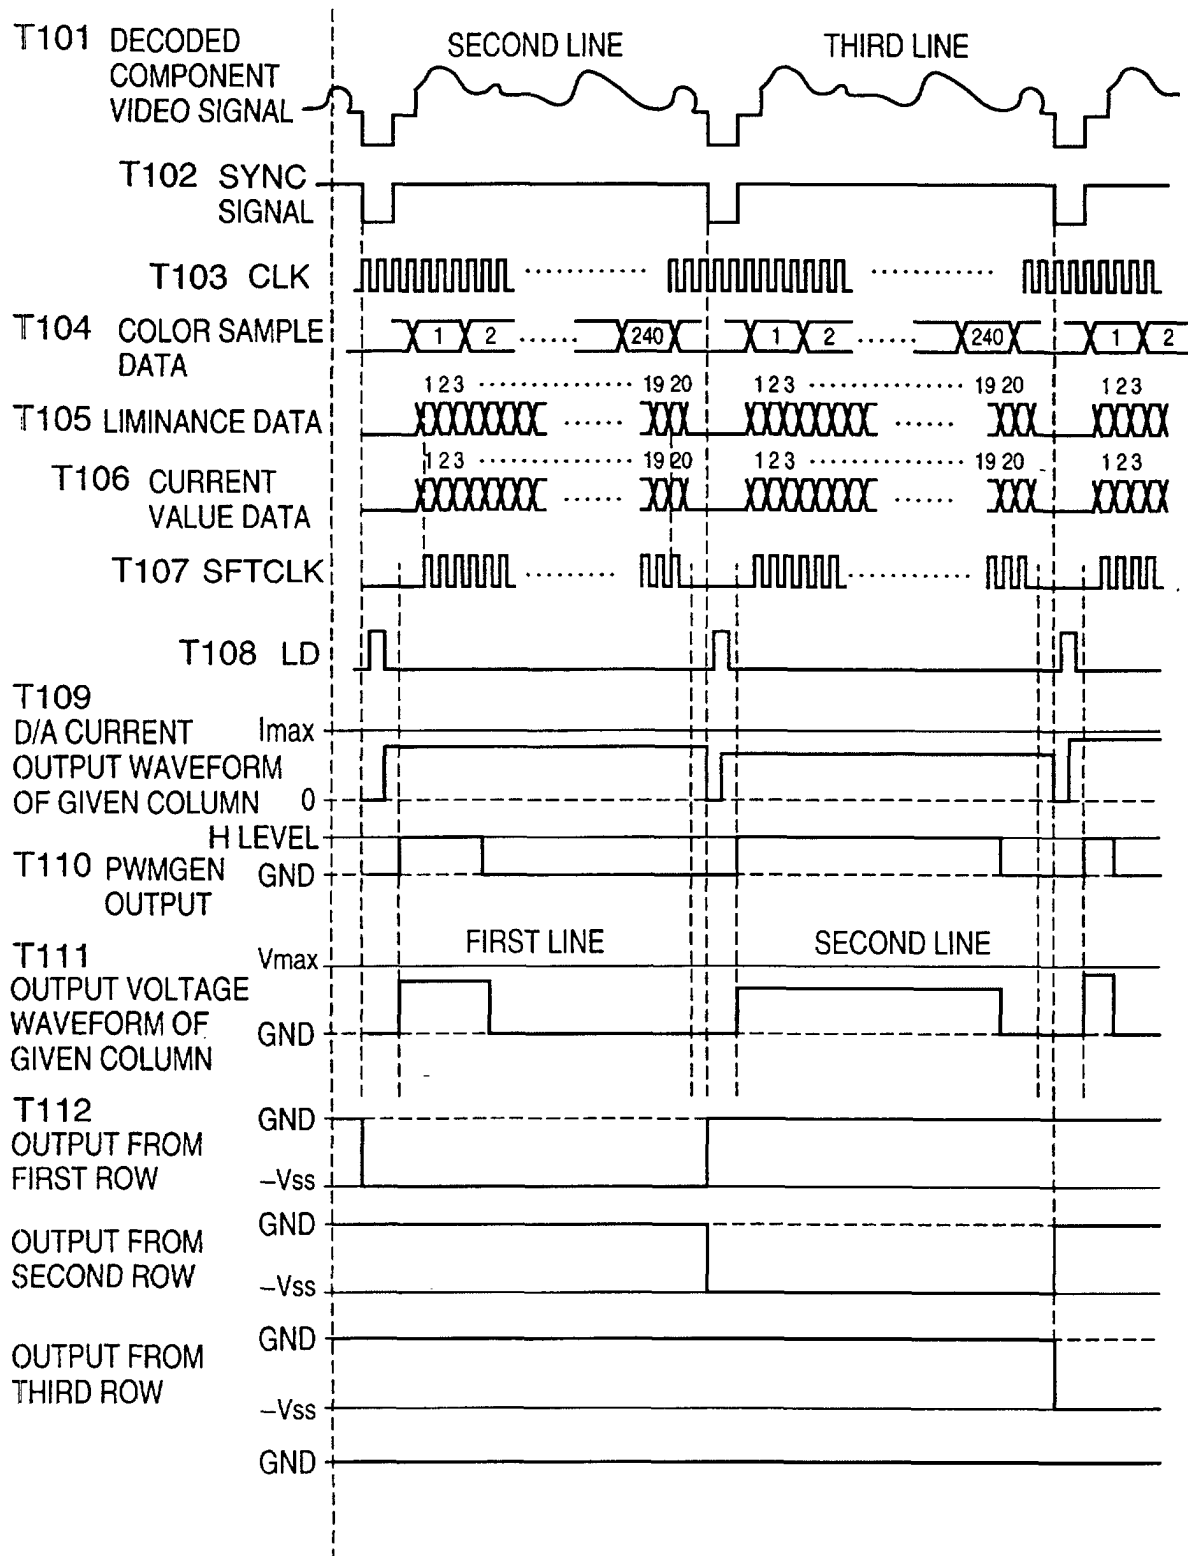 T101 DECODED
COMPONENT
VIDEO SIGNAL
SECOND LINE
THIRD LINE
T102 SYNC
SIGNAL
T103 CLK
T104 COLOR SAMPLE
DATA
1 2 ...... 240 1 2 ...... 240 1 2
T105 LIMINANCE DATA
1 2 3 ................ 19 20 1 2 3 ................ 19 20 1 2 3
T106 CURRENT
VALUE DATA
1 2 3 ................ 19 20 1 2 3 ................ 19 20 1 2 3
T107 SFTCLK
T108 LD
T109
D/A CURRENT
OUTPUT WAVEFORM
OF GIVEN COLUMN
Imax
0
T110 PWMGEN
OUTPUT
H LEVEL
GND
T111
OUTPUT VOLTAGE
WAVEFORM OF
GIVEN COLUMN
Vmax
GND
FIRST LINE
SECOND LINE
T112
OUTPUT FROM
FIRST ROW
GND
–Vss
OUTPUT FROM
SECOND ROW
GND
–Vss
OUTPUT FROM
THIRD ROW
GND
–Vss
GND